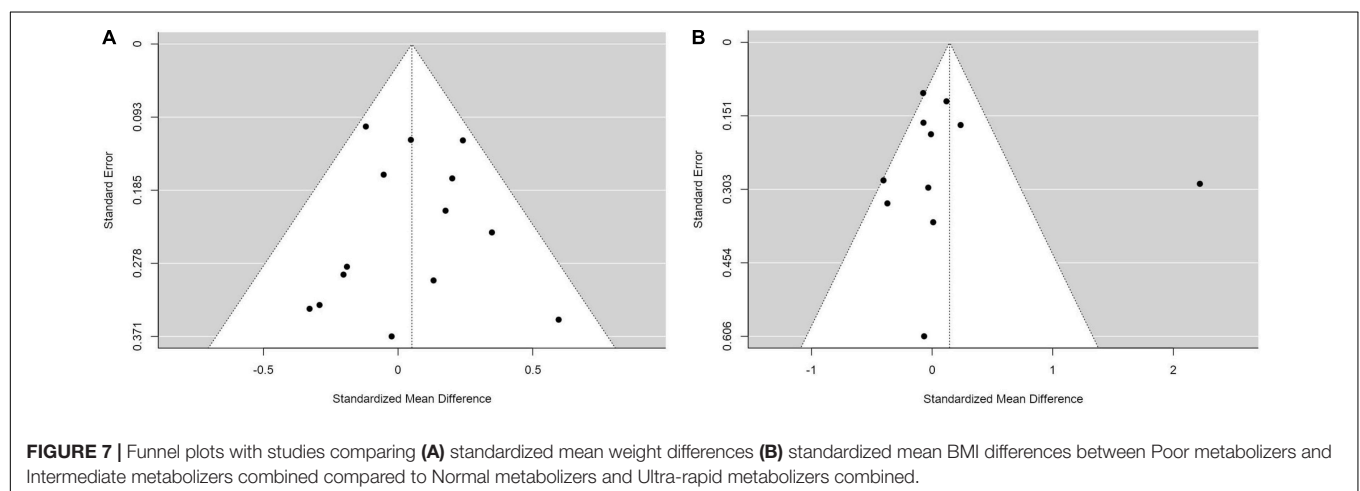 A
B
0
0.093
0.185
0.278
0.371
Standard Error
-0.5
0
0.5
Standardized Mean Difference
0
0.151
0.303
0.454
0.606
Standard Error
-1
0
1
2
Standardized Mean Difference
FIGURE 7 | Funnel plots with studies comparing (A) standardized mean weight differences (B) standardized mean BMI differences between Poor metabolizers and
Intermediate metabolizers combined compared to Normal metabolizers and Ultra-rapid metabolizers combined.